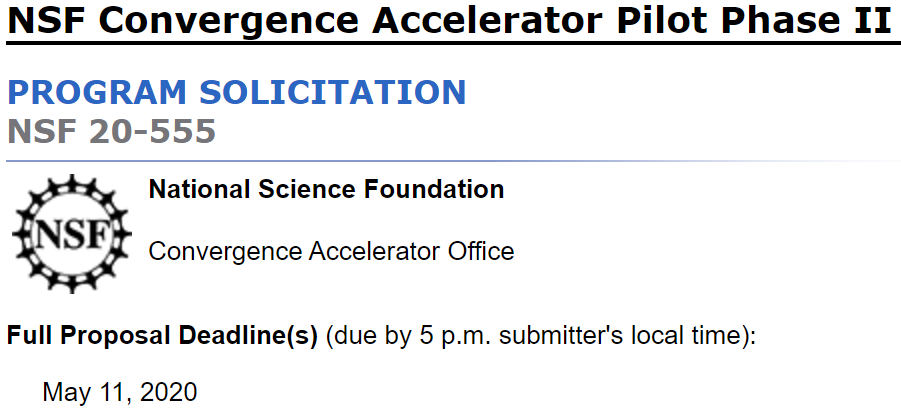 NSF Convergence Accelerator Pilot Phase II
PROGRAM SOLICITATION
NSF 20-555
NSF
National Science Foundation
Convergence Accelerator Office
Full Proposal Deadline(s) (due by 5 p.m. submitter's local time):
May 11, 2020